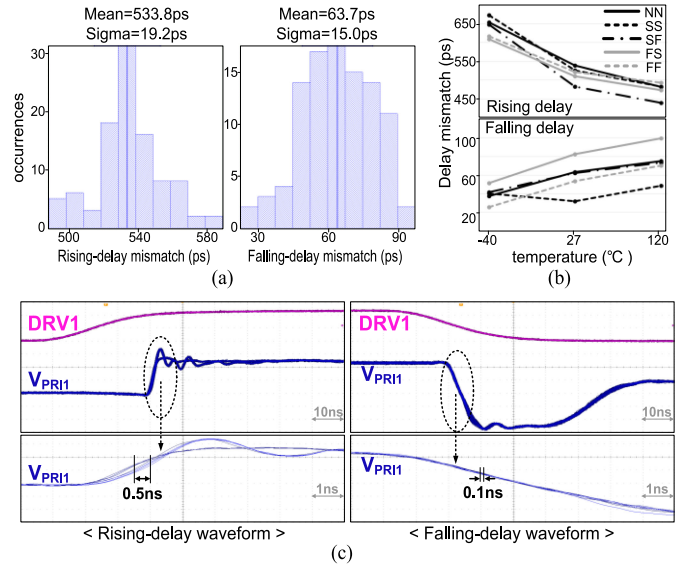 (a)
Mean=533.8ps
Sigma=19.2ps
occurrences
30
20
10
0
500
540
580
Rising-delay mismatch (ps)
Mean=63.7ps
Sigma=15.0ps
15
10
5
0
30
60
90
Falling-delay mismatch (ps)
(a)
(b)
Delay mismatch (ps)
650
550
450
NN
SS
SF
FS
FF
Rising delay
Falling delay
100
60
20
-40
27
120
temperature (°C )
(b)
(c)
DRV1
VPRI1
10ns
VPRI1
0.5ns
1ns
< Rising-delay waveform >
DRV1
VPRI1
10ns
VPRI1
0.1ns
1ns
< Falling-delay waveform >
(c)